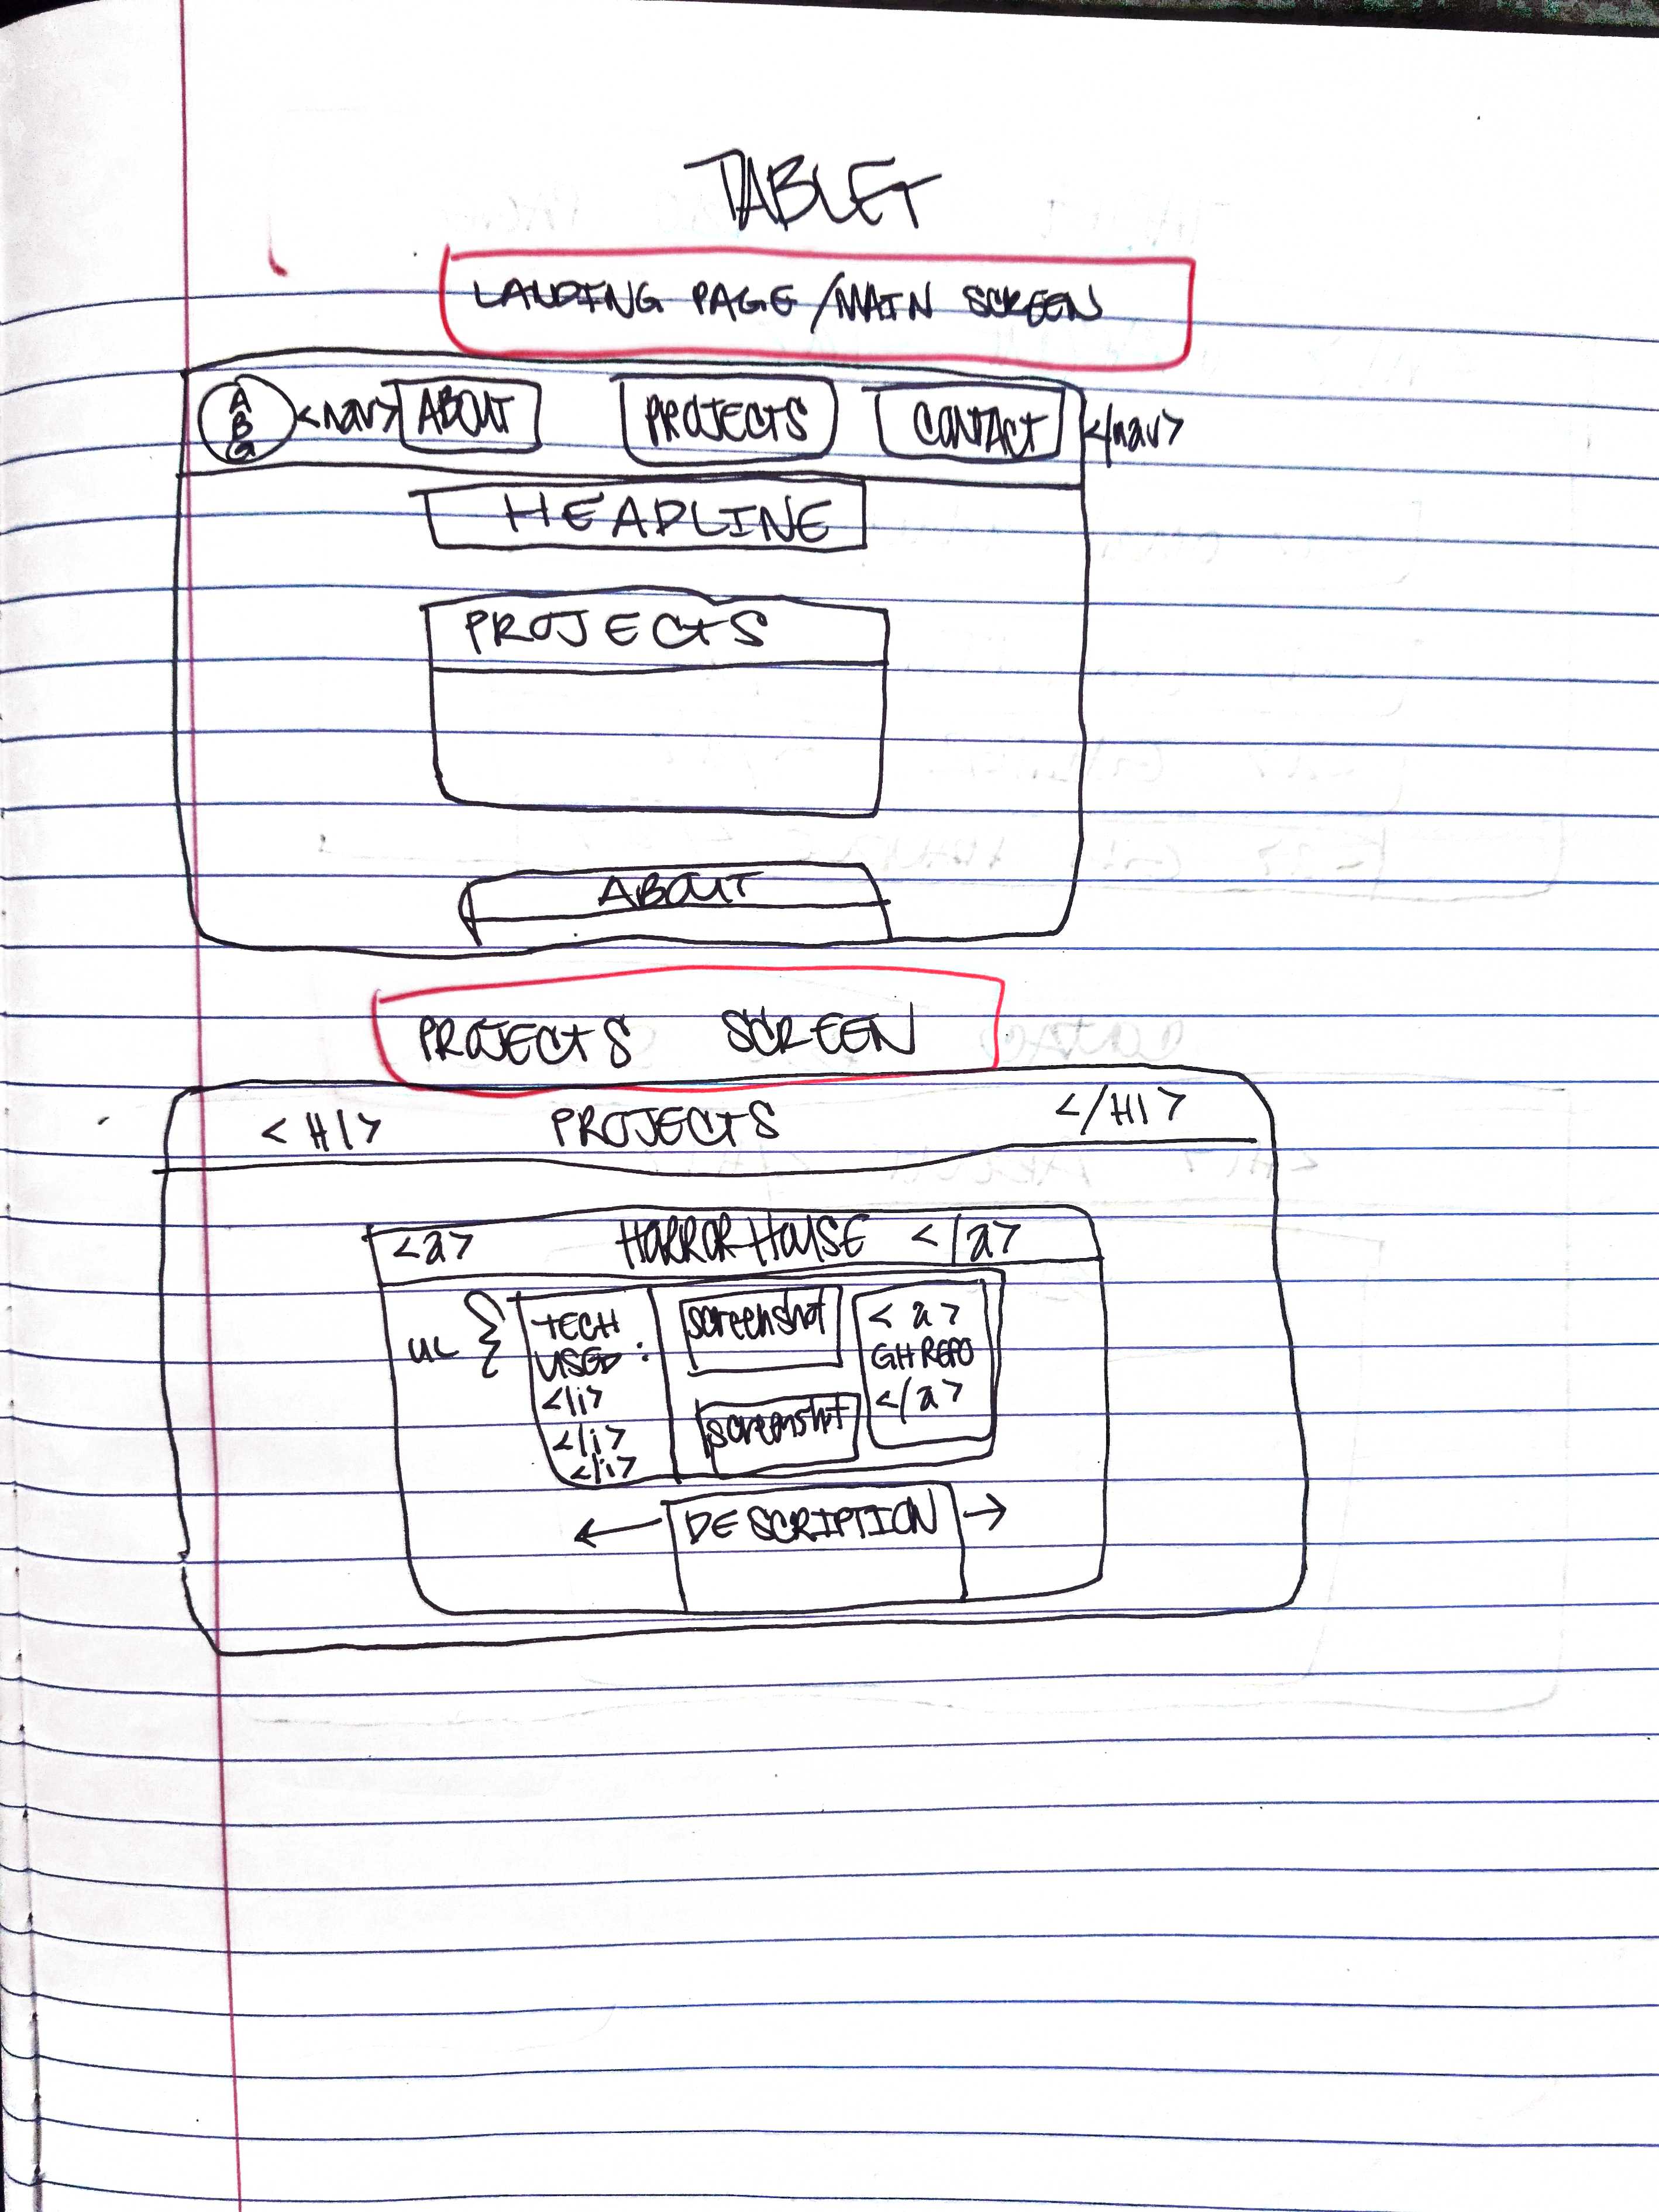 TABLET
LANDING PAGE/MAIN SCREEN
A
B
G
<nav> ABOUT PROJECTS CONTACT </nav>
HEADLINE
PROJECTS
ABOUT
PROJECTS SCREEN
<H1> PROJECTS </H1>
<a> HORROR HOUSE </a>
UL
TECH
USED:
</li>
</li>
</li>
screenshot
screenshot
<a>
GH REPO
</a>
DESCRIPTION